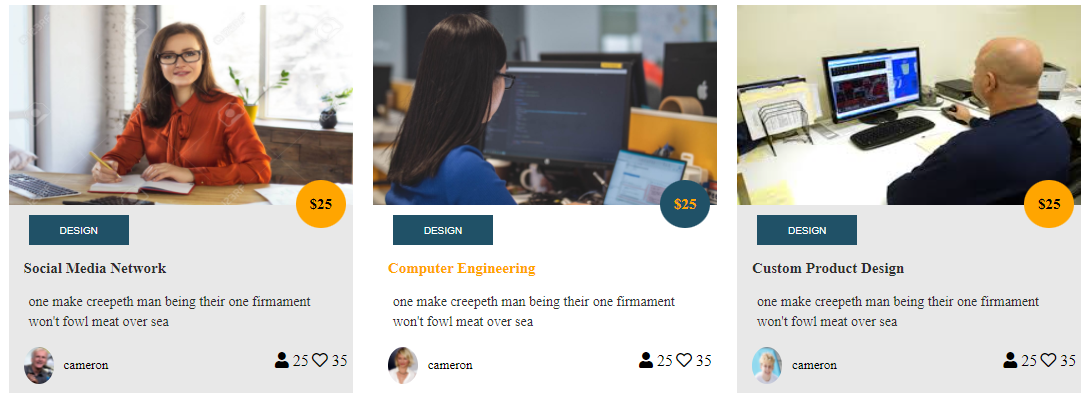 $25
DESIGN
Social Media Network
one make creepeth man being their one firmament
won't fowl meat over sea
cameron
25 35
$25
DESIGN
Computer Engineering
one make creepeth man being their one firmament
won't fowl meat over sea
cameron
25 35
$25
DESIGN
Custom Product Design
one make creepeth man being their one firmament
won't fowl meat over sea
cameron
25 35